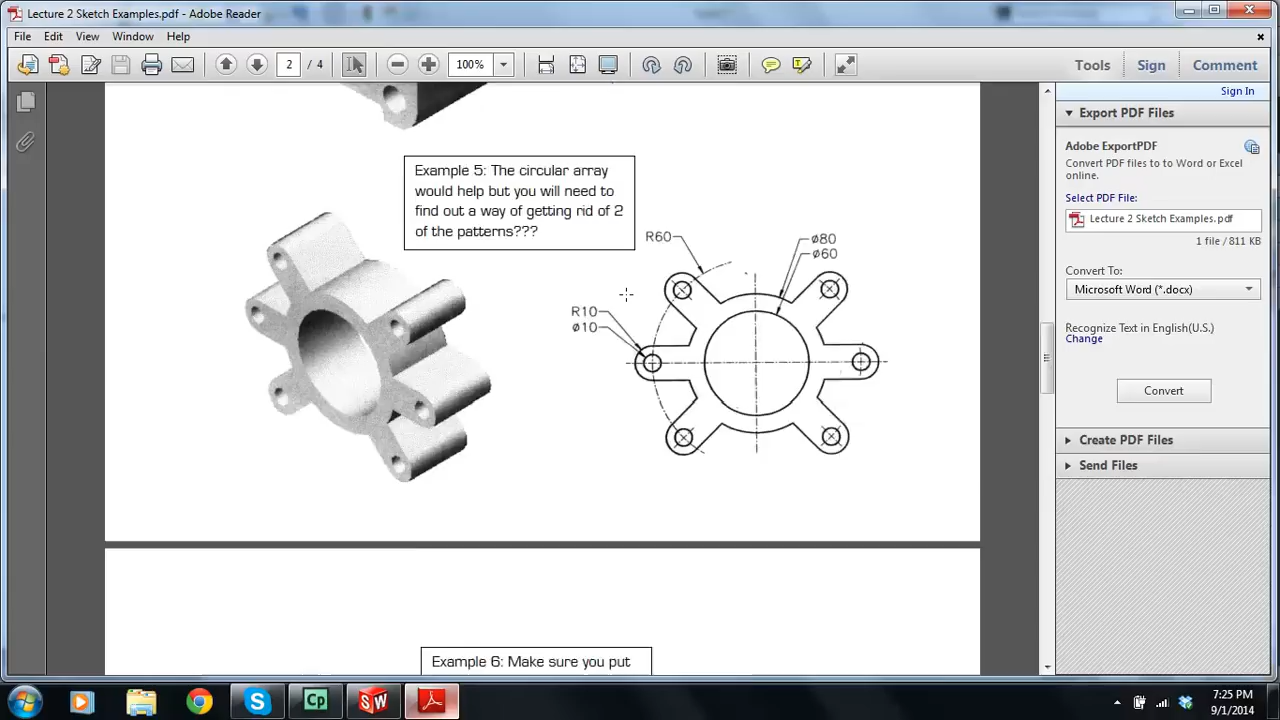 Lecture 2 Sketch Examples.pdf - Adobe Reader
File Edit View Window Help
2 / 4 100% Tools Sign Comment
Sign In
Export PDF Files
Adobe ExportPDF
Convert PDF files to to Word or Excel
online.
Select PDF File:
Lecture 2 Sketch Examples.pdf
1 file / 811 KB
Convert To:
Microsoft Word (*.docx)
Recognize Text in English(U.S.)
Change
Convert
Create PDF Files
Send Files
Example 5: The circular array
would help but you will need to
find out a way of getting rid of 2
of the patterns???
R60
ø80
ø60
R10
ø10
Example 6: Make sure you put
S Cp SW
7:25 PM
9/1/2014